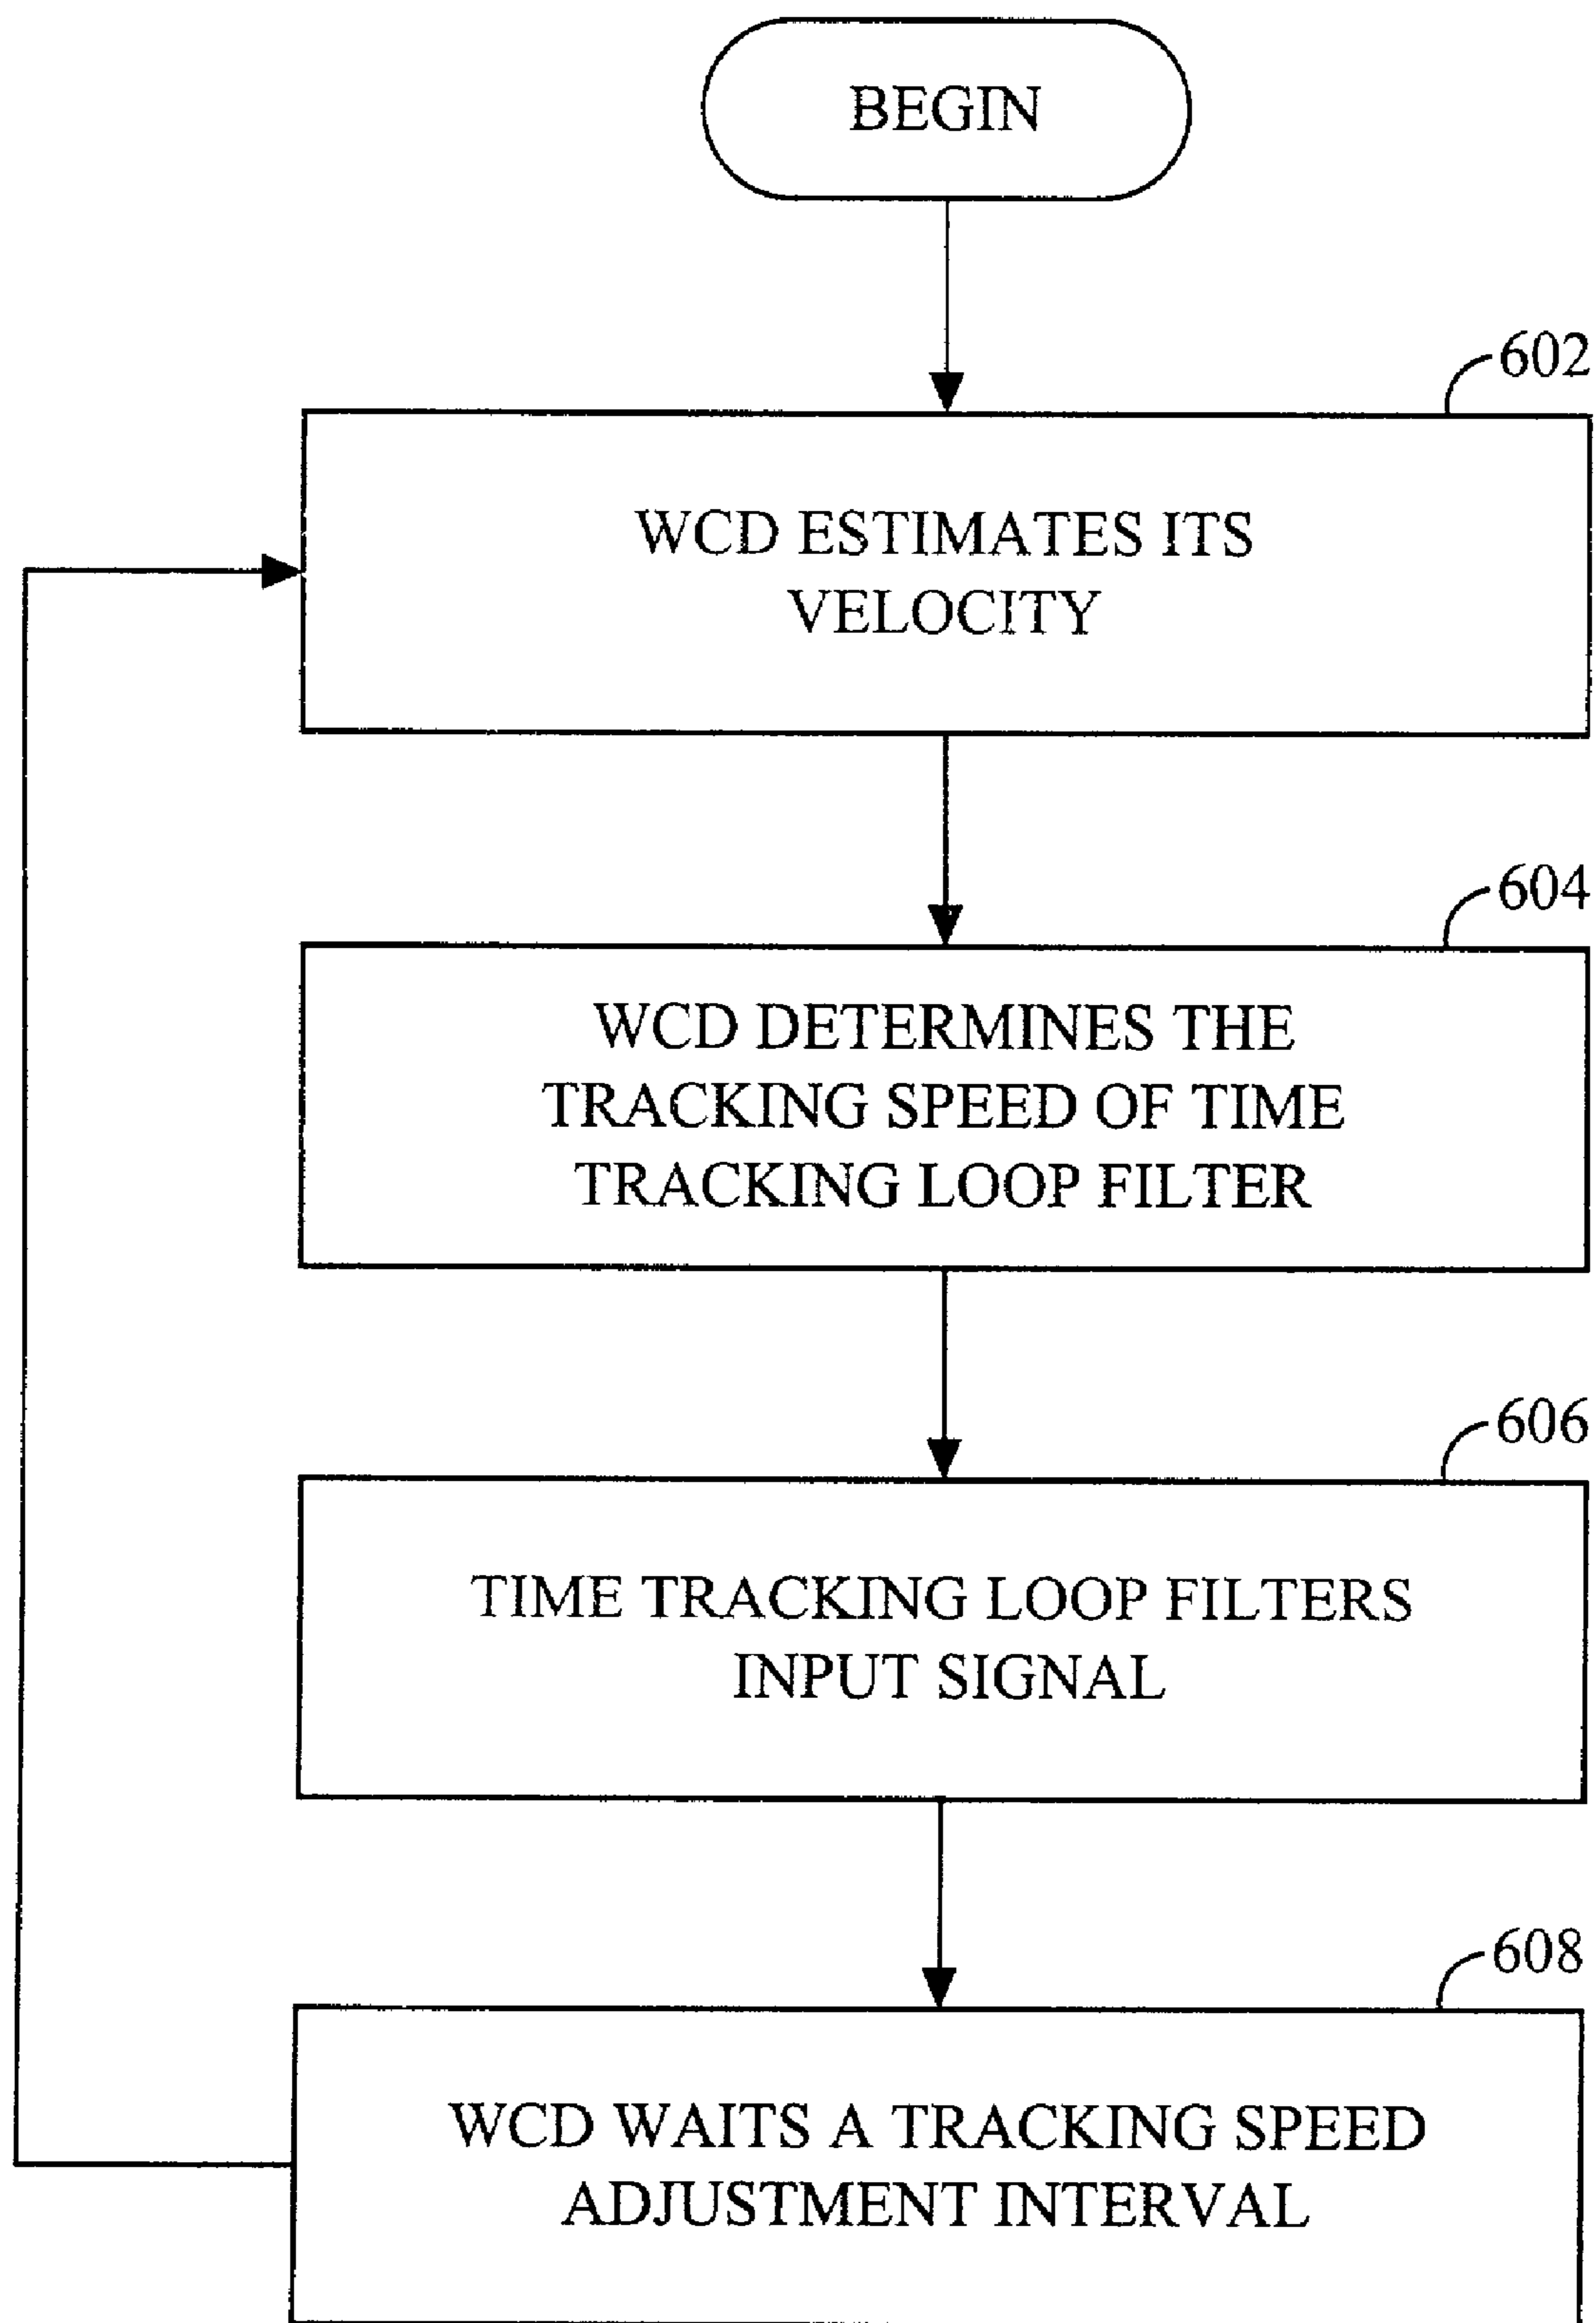 BEGIN
602
WCD ESTIMATES ITS
VELOCITY
604
WCD DETERMINES THE
TRACKING SPEED OF TIME
TRACKING LOOP FILTER
606
TIME TRACKING LOOP FILTERS
INPUT SIGNAL
608
WCD WAITS A TRACKING SPEED
ADJUSTMENT INTERVAL